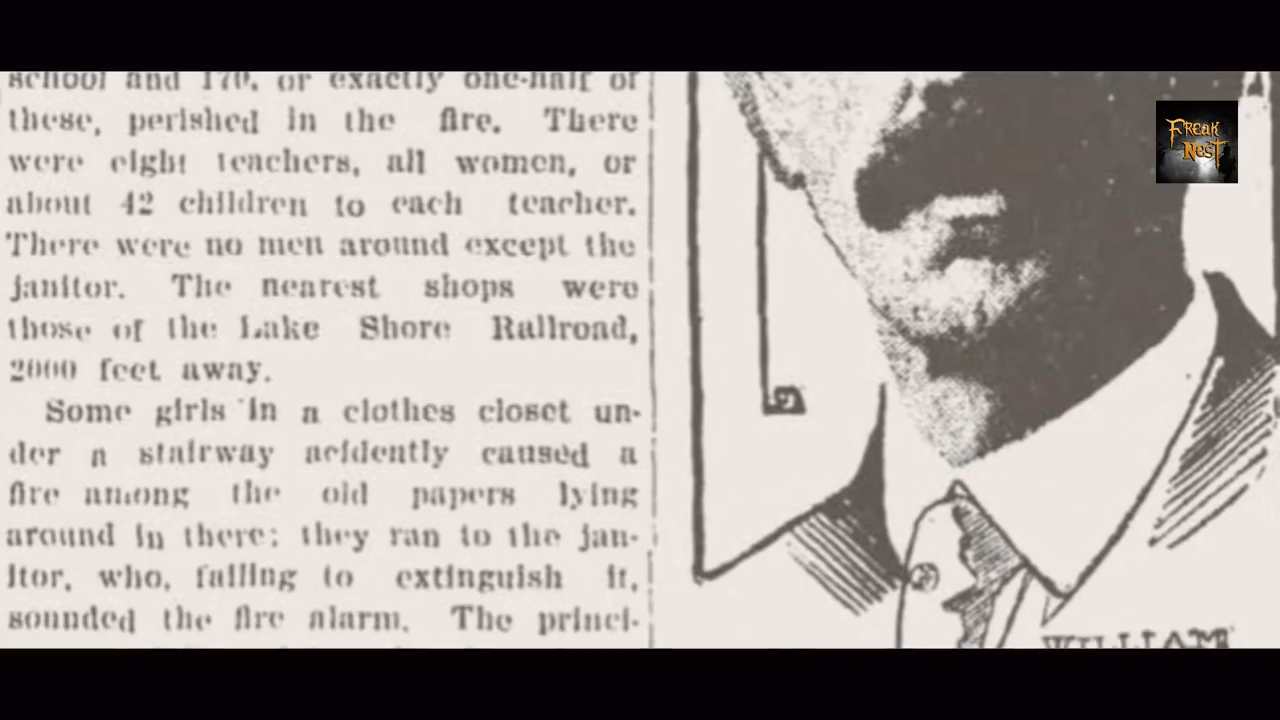 school and 170, or exactly one-half of
these, perished in the fire. There
were eight teachers, all women, or
about 42 children to each teacher.
There were no men around except the
janitor. The nearest shops were
those of the Lake Shore Railroad,
2000 feet away.
Some girls in a clothes closet un-
der a stairway acidently caused a
fire among the old papers lying
around in there; they ran to the jan-
itor, who, failing to extinguish it,
sounded the fire alarm. The princi-
WILLIAM
FREAK
NEST